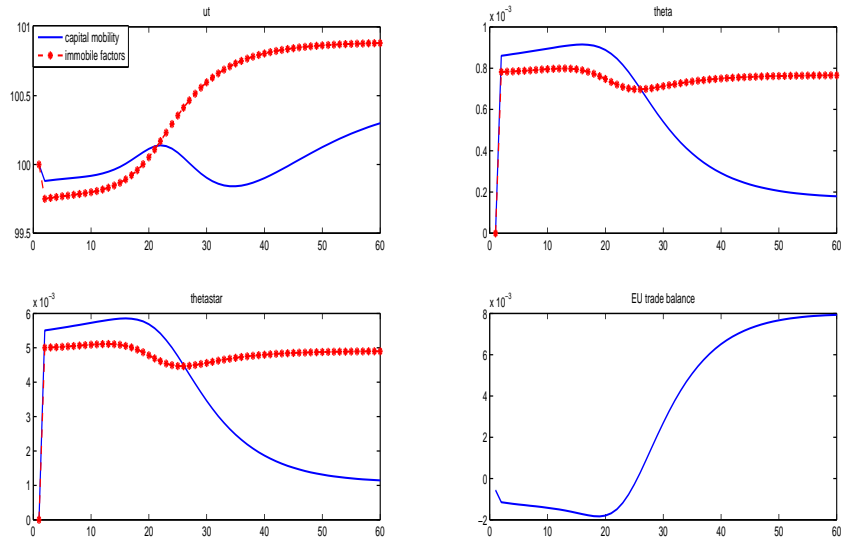 ut
101
100.5
100
99.5
0 10 20 30 40 50 60
capital mobility
immobile factors
theta
x 10⁻³
1
0.8
0.6
0.4
0.2
0
0 10 20 30 40 50 60
thetastar
x 10⁻³
6
5
4
3
2
1
0
0 10 20 30 40 50 60
EU trade balance
x 10⁻³
8
6
4
2
0
−2
0 10 20 30 40 50 60